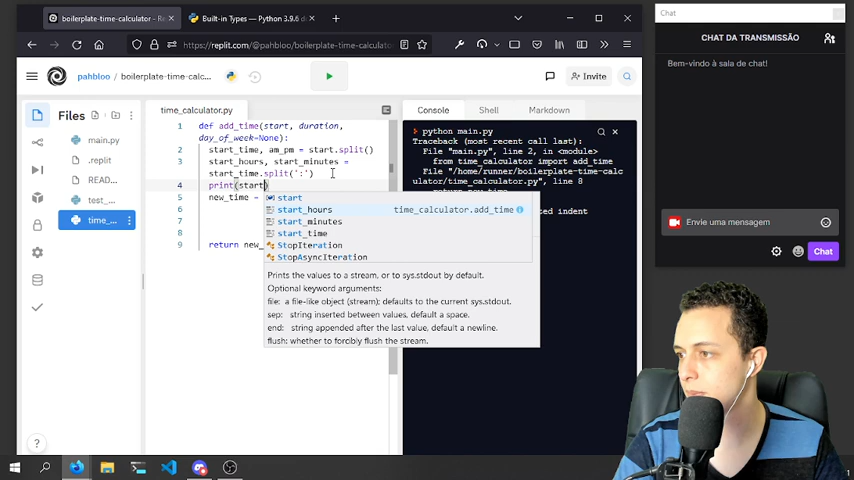 boilerplate-time-calculator - Re
Built-in Types — Python 3.9.6 d
https://replit.com/@pahbloo/boilerplate-time-calculato
pahbloo / boilerplate-time-calc...
Invite
Files
main.py
.replit
READ...
test_...
time_...
time_calculator.py
1 def add_time(start, duration,
day_of_week=None):
2 start_time, am_pm = start.split()
3 start_hours, start_minutes =
start_time.split(':')
4 print(start)
5 new_time =
6
7
8
9 return new_
start
start_hours time_calculator.add_time
start_minutes
start_time
StopIteration
StopAsyncIteration
Prints the values to a stream, or to sys.stdout by default.
Optional keyword arguments:
file: a file-like object (stream); defaults to the current sys.stdout.
sep: string inserted between values, default a space.
end: string appended after the last value, default a newline.
flush: whether to forcibly flush the stream.
Console
Shell
Markdown
python main.py
Traceback (most recent call last):
File "main.py", line 2, in <module>
from time_calculator import add_time
File "/home/runner/boilerplate-time-calc
ulator/time_calculator.py", line 8
return new_time
ted indent
Chat
CHAT DA TRANSMISSÃO
Bem-vindo à sala de chat!
Envie uma mensagem
Chat